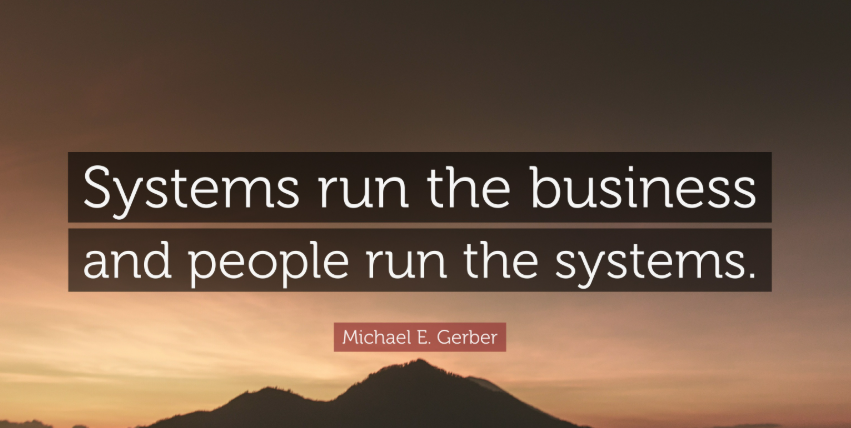 Systems run the business
and people run the systems.
Michael E. Gerber